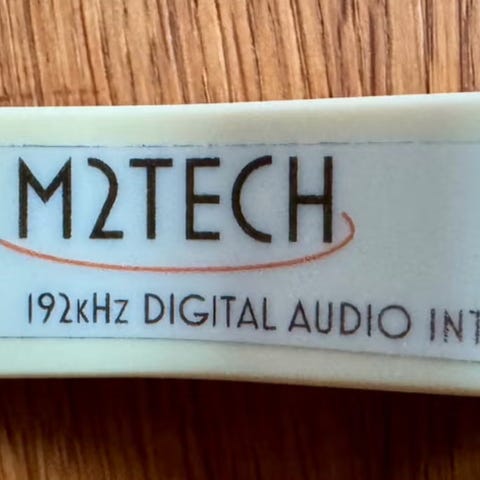 M2TECH
192kHz DIGITAL AUDIO INT